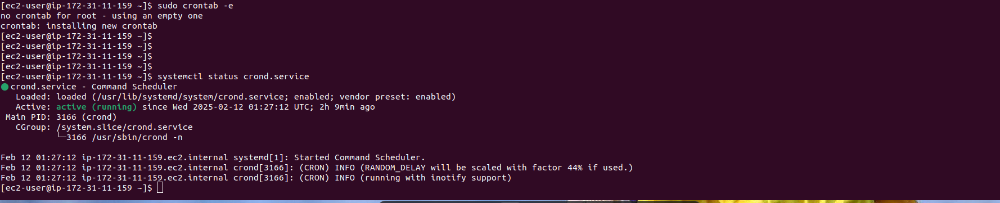 [ec2-user@ip-172-31-11-159 ~]$ sudo crontab -e
no crontab for root - using an empty one
crontab: installing new crontab
[ec2-user@ip-172-31-11-159 ~]$
[ec2-user@ip-172-31-11-159 ~]$
[ec2-user@ip-172-31-11-159 ~]$
[ec2-user@ip-172-31-11-159 ~]$
[ec2-user@ip-172-31-11-159 ~]$ systemctl status crond.service
● crond.service - Command Scheduler
   Loaded: loaded (/usr/lib/systemd/system/crond.service; enabled; vendor preset: enabled)
   Active: active (running) since Wed 2025-02-12 01:27:12 UTC; 2h 9min ago
 Main PID: 3166 (crond)
   CGroup: /system.slice/crond.service
           └─3166 /usr/sbin/crond -n
Feb 12 01:27:12 ip-172-31-11-159.ec2.internal systemd[1]: Started Command Scheduler.
Feb 12 01:27:12 ip-172-31-11-159.ec2.internal crond[3166]: (CRON) INFO (RANDOM_DELAY will be scaled with factor 44% if used.)
Feb 12 01:27:12 ip-172-31-11-159.ec2.internal crond[3166]: (CRON) INFO (running with inotify support)
[ec2-user@ip-172-31-11-159 ~]$